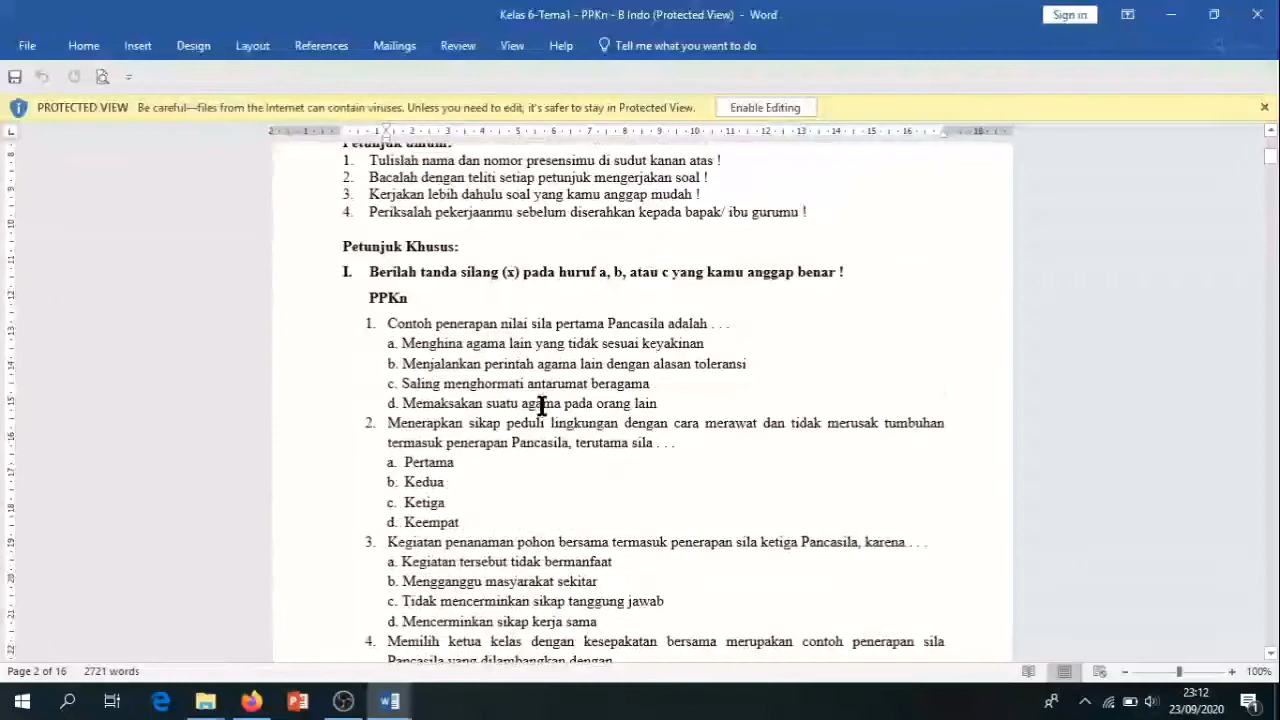 Kelas 6-Tema1 - PPKn - B Indo (Protected View) - Word
Sign in
File Home Insert Design Layout References Mailings Review View Help Tell me what you want to do
PROTECTED VIEW Be careful—files from the Internet can contain viruses. Unless you need to edit, it's safer to stay in Protected View. Enable Editing
Petunjuk umum:
1. Tulislah nama dan nomor presensimu di sudut kanan atas !
2. Bacalah dengan teliti setiap petunjuk mengerjakan soal !
3. Kerjakan lebih dahulu soal yang kamu anggap mudah !
4. Periksalah pekerjaanmu sebelum diserahkan kepada bapak/ ibu gurumu !
Petunjuk Khusus:
I. Berilah tanda silang (x) pada huruf a, b, atau c yang kamu anggap benar !
PPKn
1. Contoh penerapan nilai sila pertama Pancasila adalah . . .
a. Menghina agama lain yang tidak sesuai keyakinan
b. Menjalankan perintah agama lain dengan alasan toleransi
c. Saling menghormati antarumat beragama
d. Memaksakan suatu agama pada orang lain
2. Menerapkan sikap peduli lingkungan dengan cara merawat dan tidak merusak tumbuhan
termasuk penerapan Pancasila, terutama sila . . .
a. Pertama
b. Kedua
c. Ketiga
d. Keempat
3. Kegiatan penanaman pohon bersama termasuk penerapan sila ketiga Pancasila, karena . . .
a. Kegiatan tersebut tidak bermanfaat
b. Mengganggu masyarakat sekitar
c. Tidak mencerminkan sikap tanggung jawab
d. Mencerminkan sikap kerja sama
4. Memilih ketua kelas dengan kesepakatan bersama merupakan contoh penerapan sila
Pancasila yang dilambangkan dengan
Page 2 of 16 2721 words 100%
23:12
23/09/2020